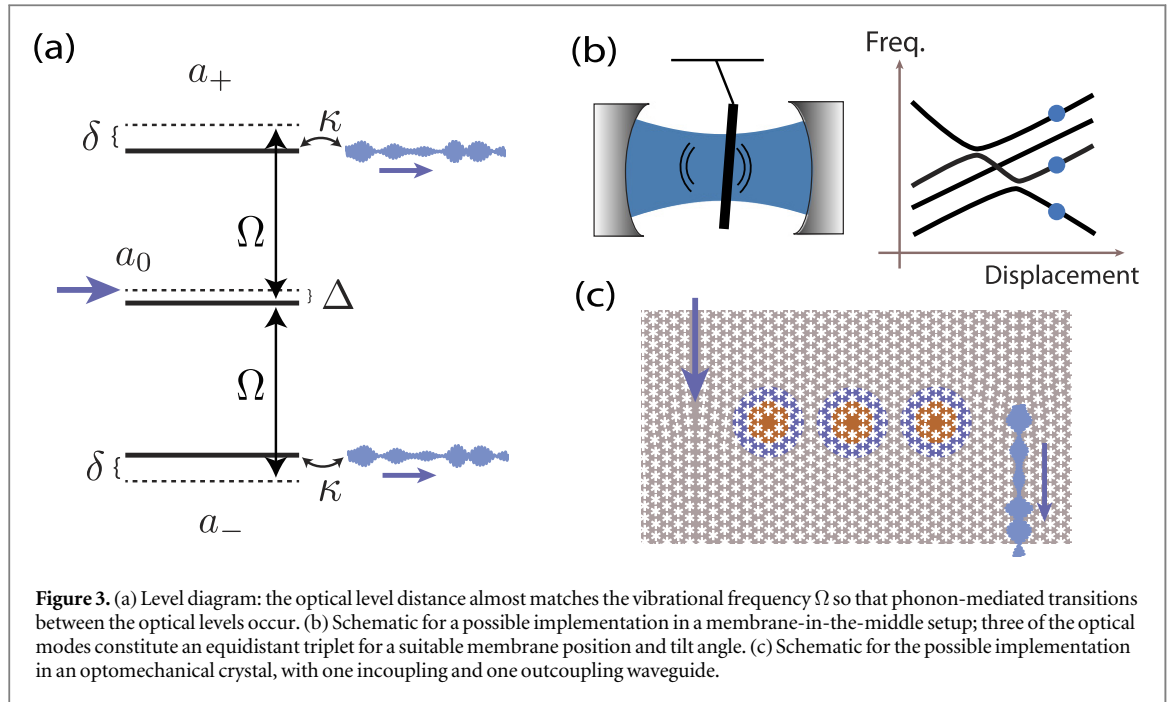 (a)
a+
δ
κ
Ω
a0
Δ
Ω
δ
κ
a−
(b)
Freq.
Displacement
(c)
Figure 3. (a) Level diagram: the optical level distance almost matches the vibrational frequency Ω so that phonon-mediated transitions
between the optical levels occur. (b) Schematic for a possible implementation in a membrane-in-the-middle setup; three of the optical
modes constitute an equidistant triplet for a suitable membrane position and tilt angle. (c) Schematic for the possible implementation
in an optomechanical crystal, with one incoupling and one outcoupling waveguide.